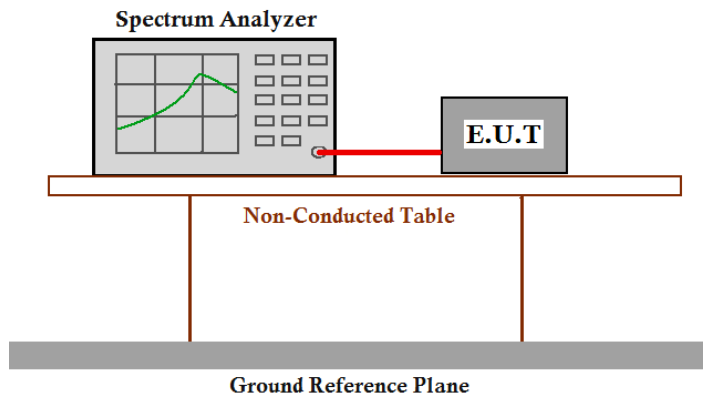 Spectrum Analyzer
E.U.T
Non-Conducted Table
Ground Reference Plane